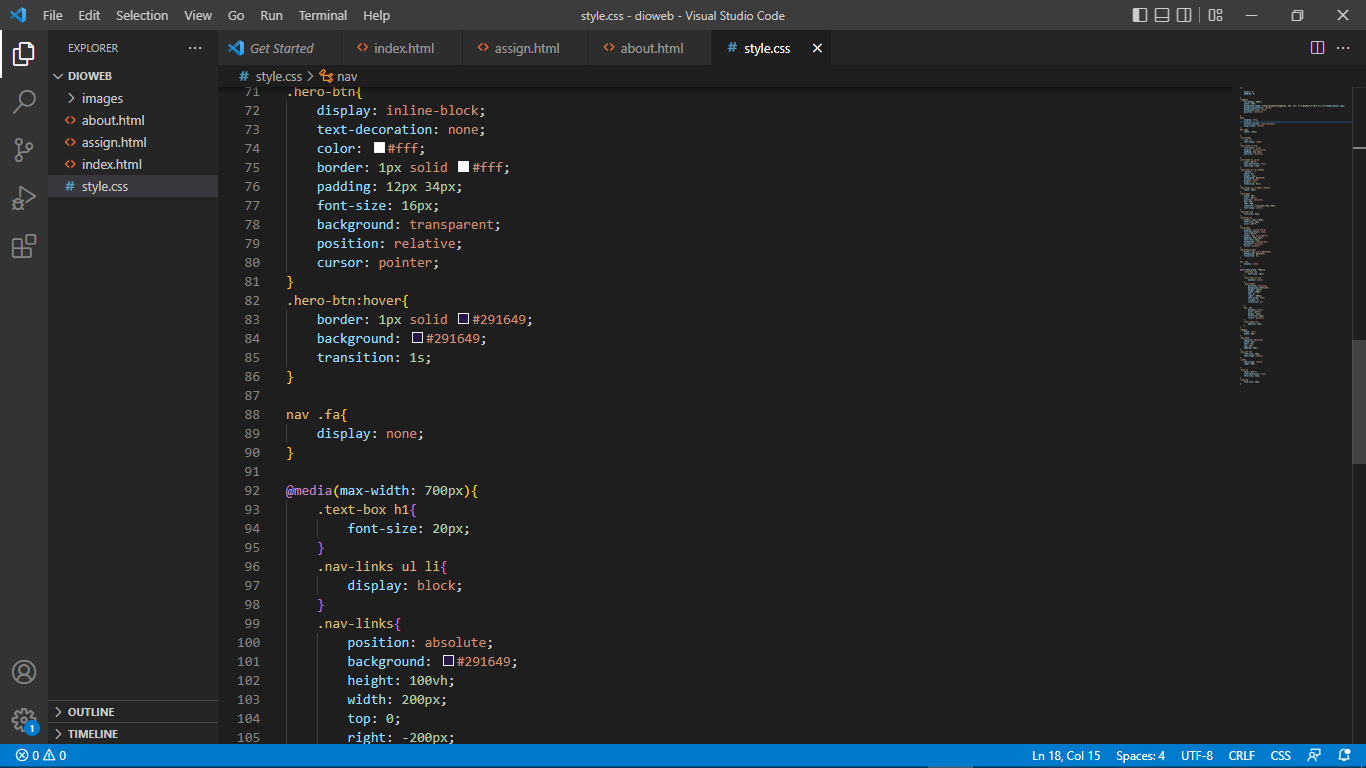 File Edit Selection View Go Run Terminal Help
style.css - dioweb - Visual Studio Code
EXPLORER
Get Started
index.html
assign.html
about.html
# style.css
DIOWEB
images
about.html
assign.html
index.html
# style.css
# style.css > nav
71 .hero-btn{
72 display: inline-block;
73 text-decoration: none;
74 color: #fff;
75 border: 1px solid #fff;
76 padding: 12px 34px;
77 font-size: 16px;
78 background: transparent;
79 position: relative;
80 cursor: pointer;
81 }
82 .hero-btn:hover{
83 border: 1px solid #291649;
84 background: #291649;
85 transition: 1s;
86 }
87
88 nav .fa{
89 display: none;
90 }
91
92 @media(max-width: 700px){
93 .text-box h1{
94 font-size: 20px;
95 }
96 .nav-links ul li{
97 display: block;
98 }
99 .nav-links{
100 position: absolute;
101 background: #291649;
102 height: 100vh;
103 width: 200px;
104 top: 0;
105 right: -200px;
OUTLINE
TIMELINE
1
0 0
Ln 18, Col 15 Spaces: 4 UTF-8 CRLF CSS